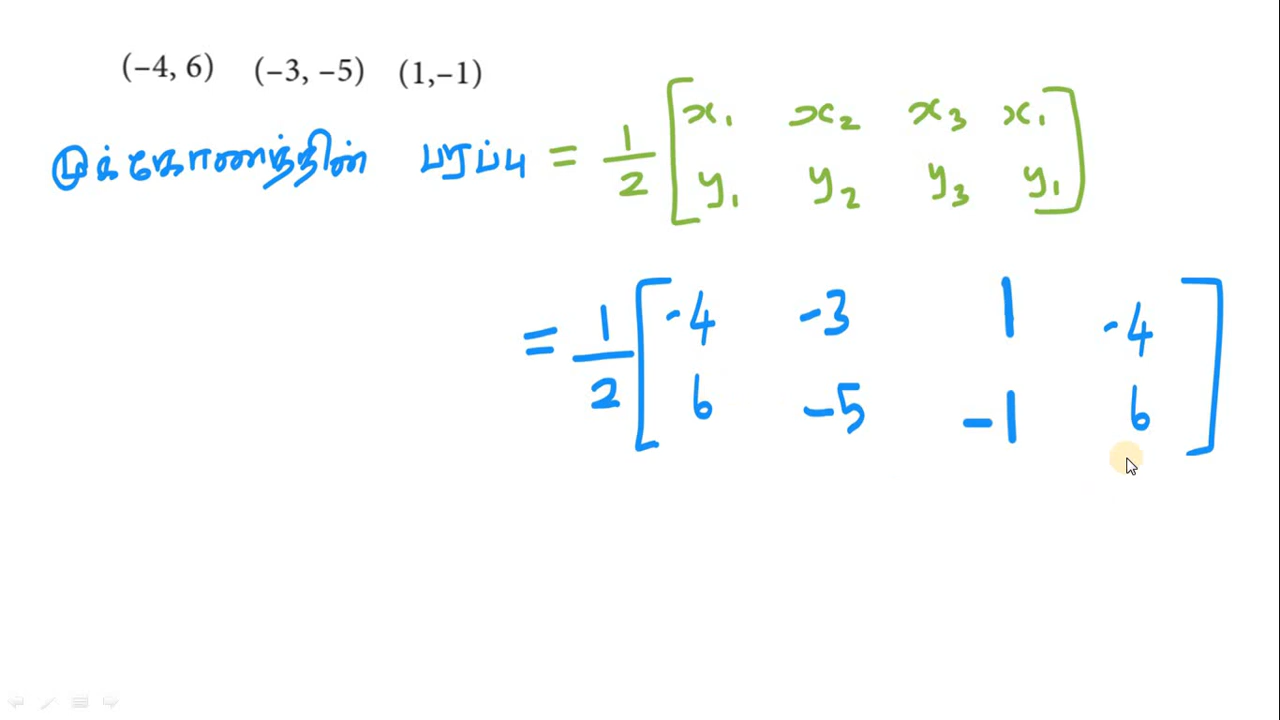 (−4, 6) (−3, −5) (1,−1)
முக்கோணத்தின் பரப்பு = 1/2 [x₁ x₂ x₃ x₁
y₁ y₂ y₃ y₁]
= 1/2 [-4 -3 1 -4
6 -5 -1 6]